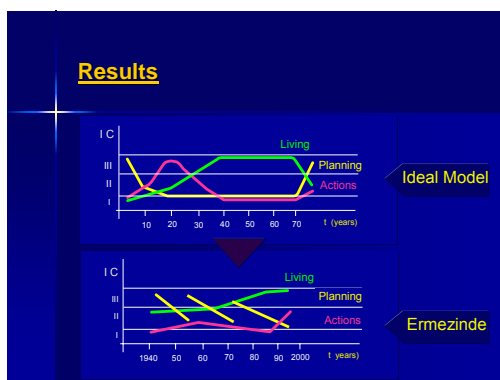 Results
I C
Living
III
Planning
II
Actions
I
10 20 30 40 50 60 70 t (years)
Ideal Model
I C
Living
III
Planning
II
Actions
I
1940 50 60 70 80 90 2000 t years)
Ermezinde